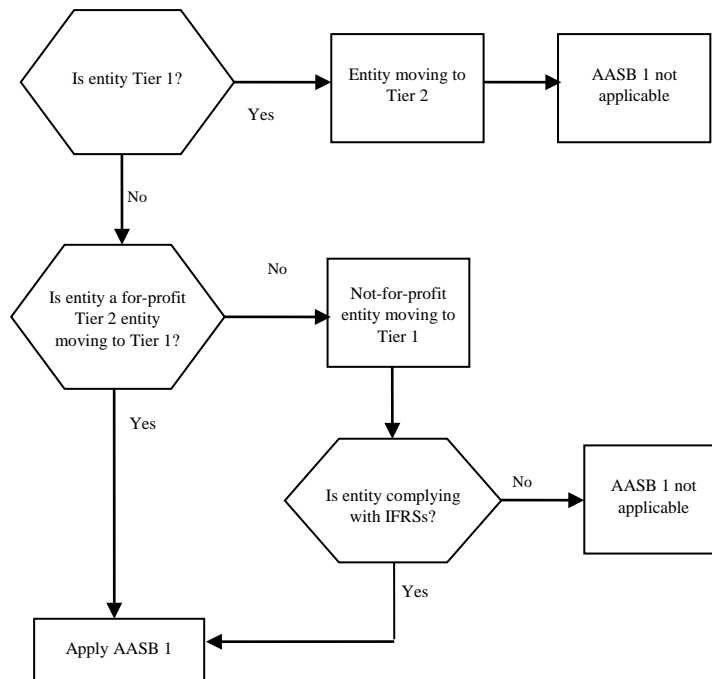 Is entity Tier 1?
Yes
Entity moving to
Tier 2
AASB 1 not
applicable
No
Is entity a for-profit
Tier 2 entity
moving to Tier 1?
No
Not-for-profit
entity moving to
Tier 1
Yes
Is entity complying
with IFRSs?
No
AASB 1 not
applicable
Yes
Apply AASB 1